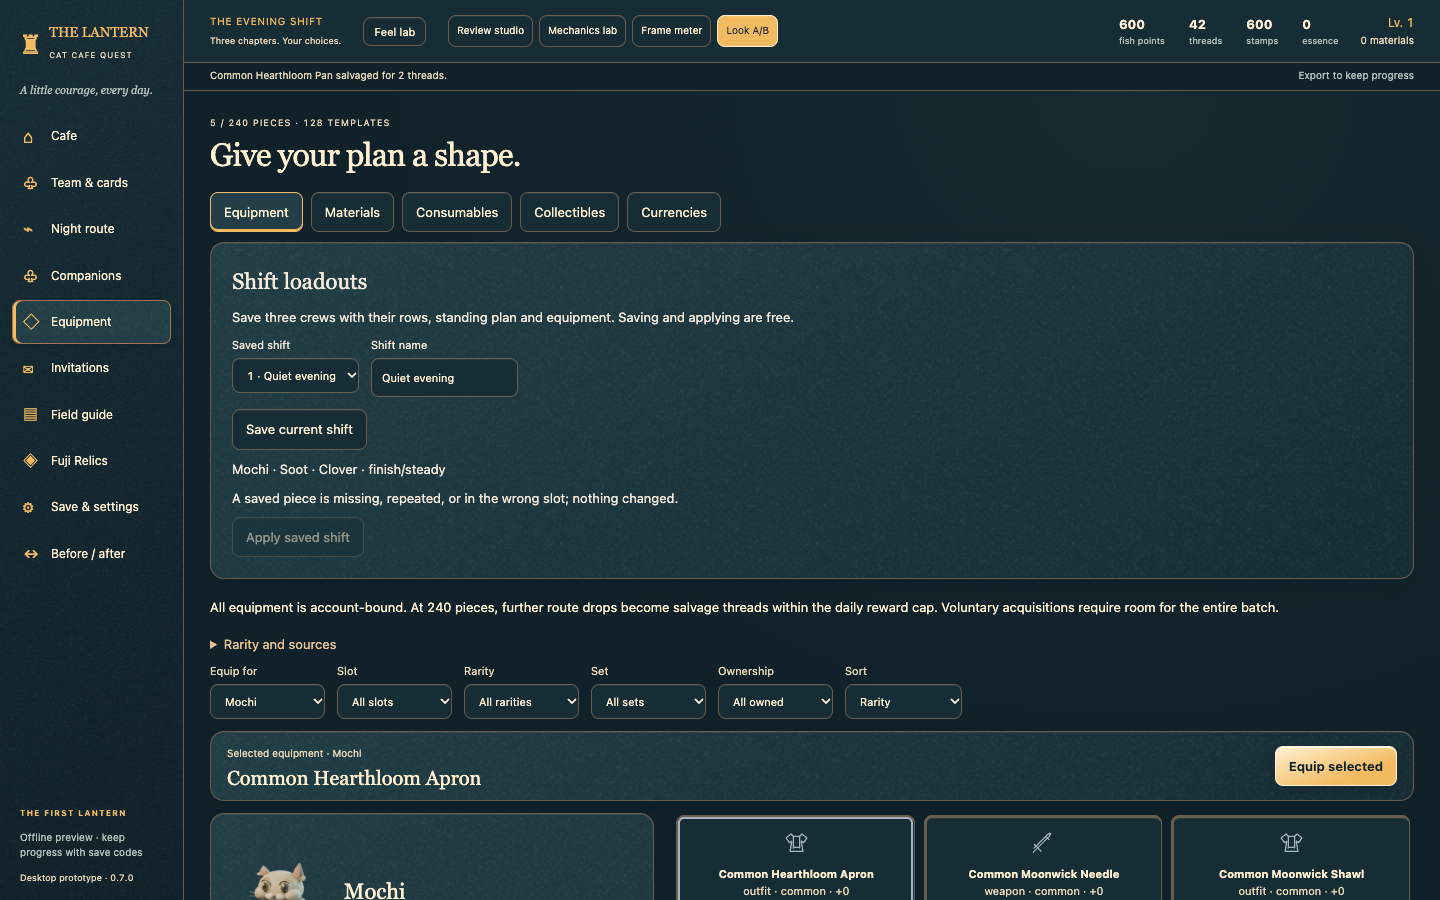 THE LANTERN
CAT CAFE QUEST
A little courage, every day.
Cafe
Team & cards
Night route
Companions
Equipment
Invitations
Field guide
Fuji Relics
Save & settings
Before / after
THE FIRST LANTERN
Offline preview · keep
progress with save codes
Desktop prototype · 0.7.0
THE EVENING SHIFT
Three chapters. Your choices.
Feel lab
Review studio
Mechanics lab
Frame meter
Look A/B
600
fish points
42
threads
600
stamps
0
essence
Lv. 1
0 materials
Common Hearthloom Pan salvaged for 2 threads.
Export to keep progress
5 / 240 PIECES · 128 TEMPLATES
Give your plan a shape.
Equipment
Materials
Consumables
Collectibles
Currencies
Shift loadouts
Save three crews with their rows, standing plan and equipment. Saving and applying are free.
Saved shift
Shift name
1 · Quiet evening
Quiet evening
Save current shift
Mochi · Soot · Clover · finish/steady
A saved piece is missing, repeated, or in the wrong slot; nothing changed.
Apply saved shift
All equipment is account-bound. At 240 pieces, further route drops become salvage threads within the daily reward cap. Voluntary acquisitions require room for the entire batch.
Rarity and sources
Equip for
Slot
Rarity
Set
Ownership
Sort
Mochi
All slots
All rarities
All sets
All owned
Rarity
Selected equipment · Mochi
Common Hearthloom Apron
Equip selected
Mochi
Common Hearthloom Apron
outfit · common · +0
Common Moonwick Needle
weapon · common · +0
Common Moonwick Shawl
outfit · common · +0